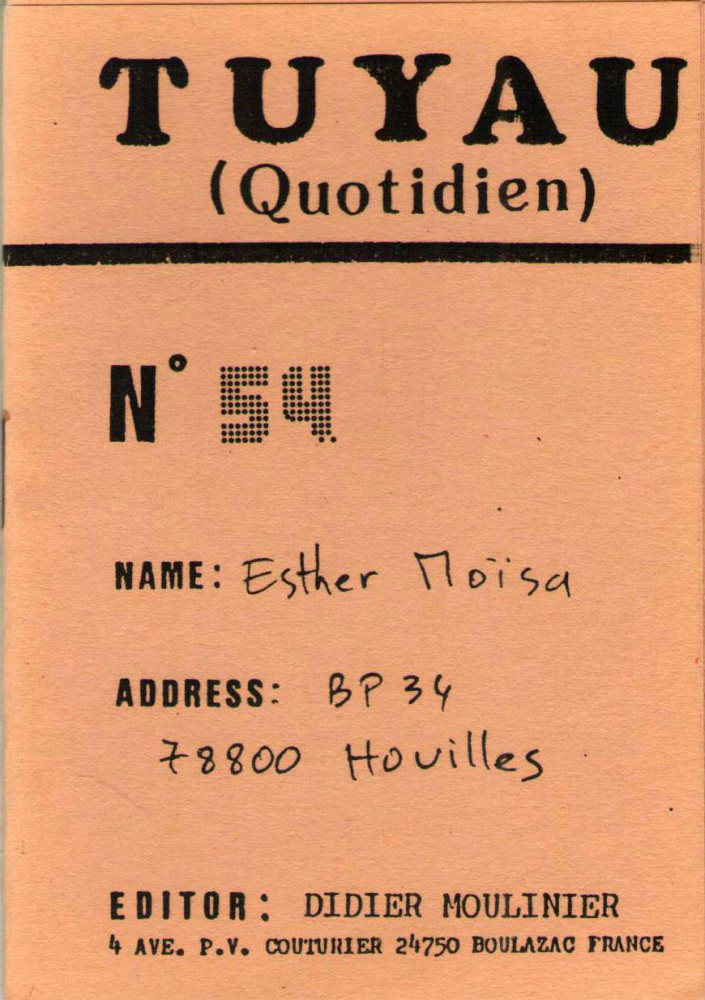 TUYAU
(Quotidien)
N° 54
NAME: Esther Moïsa
ADDRESS: BP 34
78800 Houilles
EDITOR: DIDIER MOULINIER
4 AVE. P.V. COUTURIER 24750 BOULAZAC FRANCE